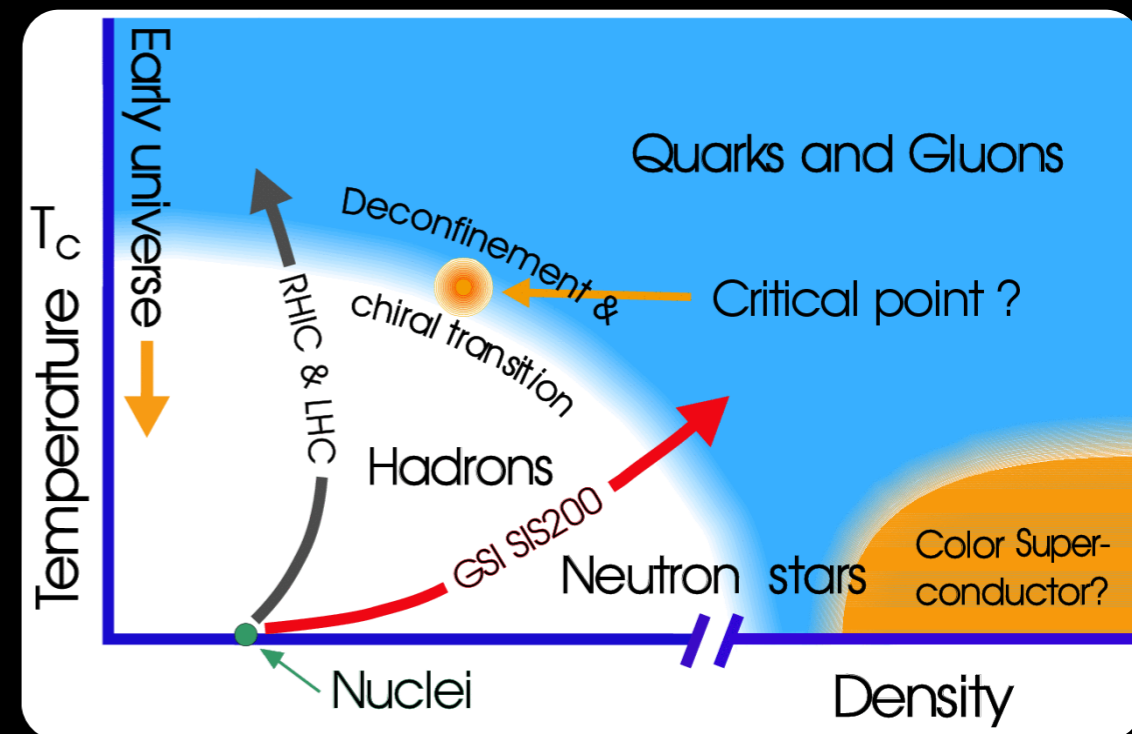 Early universe
Quarks and Gluons
Deconfinement &
chiral transition
Critical point ?
T_C
Temperature
RHIC & LHC
Hadrons
GSI SIS200
Neutron stars
Color Super-
conductor?
Nuclei
Density